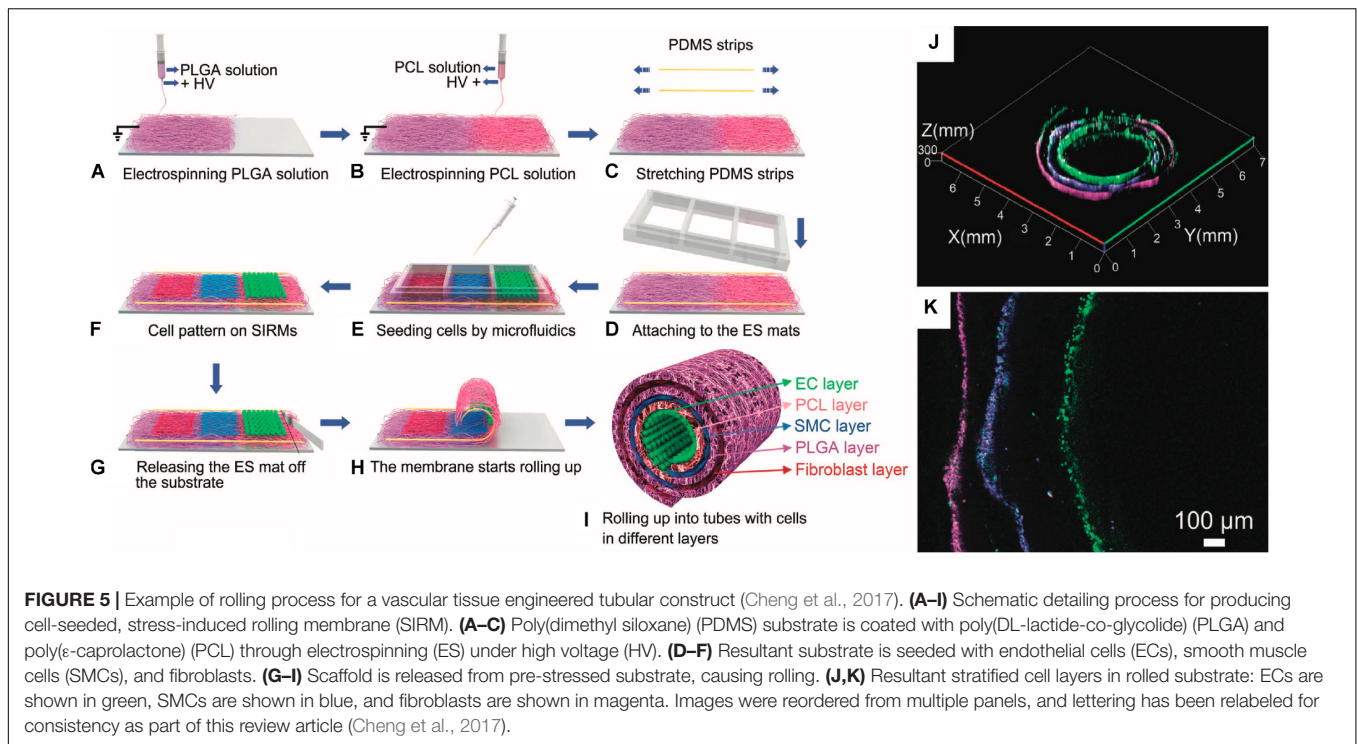 PLGA solution
+ HV
A Electrospinning PLGA solution
PCL solution
HV +
B Electrospinning PCL solution
PDMS strips
C Stretching PDMS strips
F Cell pattern on SIRMs
E Seeding cells by microfluidics
D Attaching to the ES mats
G Releasing the ES mat off
the substrate
H The membrane starts rolling up
EC layer
PCL layer
SMC layer
PLGA layer
Fibroblast layer
I Rolling up into tubes with cells
in different layers
J
Z(mm)
300
0
6
5
4
3
2
1
0
X(mm)
0
1
2
3
4
5
6
7
Y(mm)
K
100 µm
FIGURE 5 | Example of rolling process for a vascular tissue engineered tubular construct (Cheng et al., 2017). (A–I) Schematic detailing process for producing
cell-seeded, stress-induced rolling membrane (SIRM). (A–C) Poly(dimethyl siloxane) (PDMS) substrate is coated with poly(DL-lactide-co-glycolide) (PLGA) and
poly(ε-caprolactone) (PCL) through electrospinning (ES) under high voltage (HV). (D–F) Resultant substrate is seeded with endothelial cells (ECs), smooth muscle
cells (SMCs), and fibroblasts. (G–I) Scaffold is released from pre-stressed substrate, causing rolling. (J,K) Resultant stratified cell layers in rolled substrate: ECs are
shown in green, SMCs are shown in blue, and fibroblasts are shown in magenta. Images were reordered from multiple panels, and lettering has been relabeled for
consistency as part of this review article (Cheng et al., 2017).